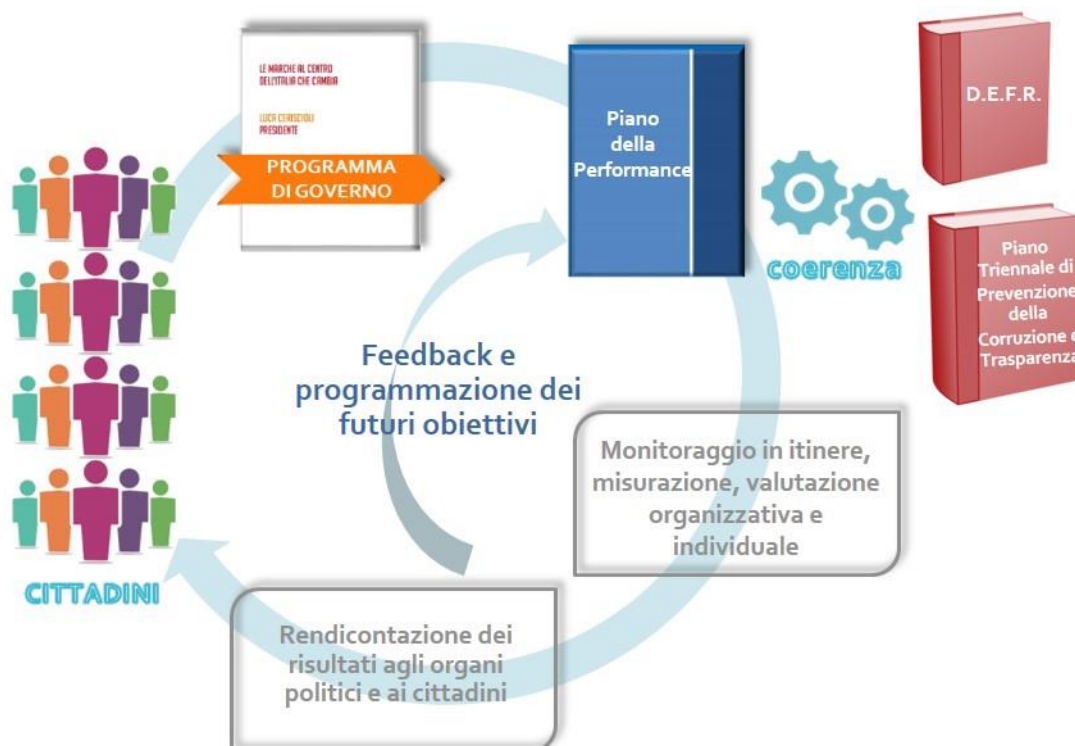 LE MARCHE AL CENTRO
DELL'ITALIA CHE CAMBIA
LUCA CERISCIOLI
PRESIDENTE
PROGRAMMA
DI GOVERNO
Piano
della
Performance
D.E.F.R.
coerenza
Piano
Triennale di
Prevenzione
della
Corruzione e
Trasparenza
Feedback e
programmazione dei
futuri obiettivi
Monitoraggio in itinere,
misurazione, valutazione
organizzativa e
individuale
CITTADINI
Rendicontazione dei
risultati agli organi
politici e ai cittadini